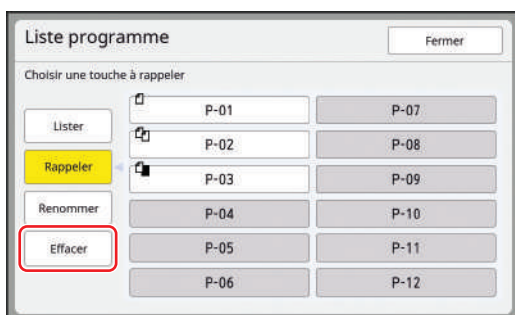 Liste programme
Fermer
Choisir une touche à rappeler
Lister
Rappeler
Renommer
Effacer
P-01
P-02
P-03
P-04
P-05
P-06
P-07
P-08
P-09
P-10
P-11
P-12